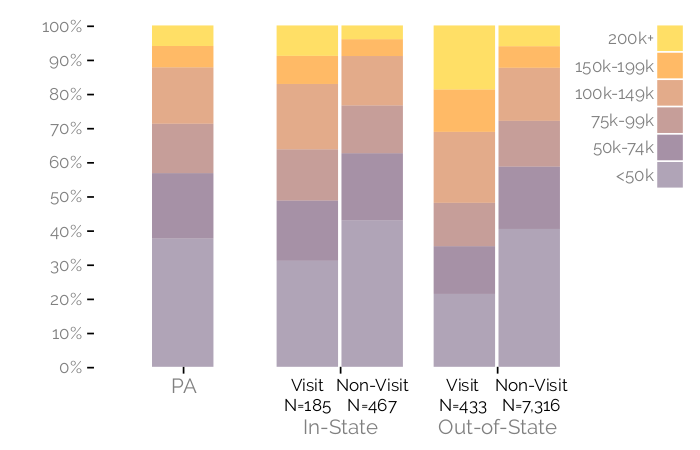 100%
90%
80%
70%
60%
50%
40%
30%
20%
10%
0%
200k+
150k-199k
100k-149k
75k-99k
50k-74k
<50k
PA
Visit Non-Visit Visit Non-Visit
N=185 N=467 N=433 N=7,316
In-State Out-of-State